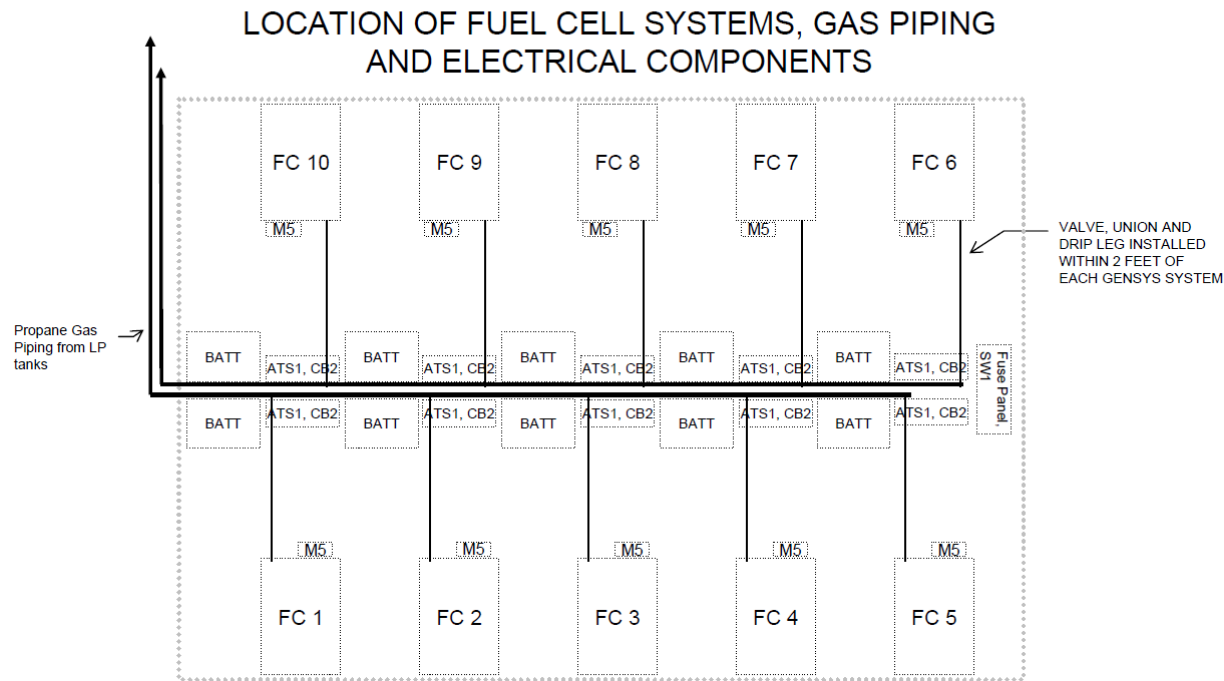 LOCATION OF FUEL CELL SYSTEMS, GAS PIPING
AND ELECTRICAL COMPONENTS
FC 10
FC 9
FC 8
FC 7
FC 6
M5
M5
M5
M5
M5
VALVE, UNION AND
DRIP LEG INSTALLED
WITHIN 2 FEET OF
EACH GENSYS SYSTEM
Propane Gas
Piping from LP
tanks
BATT
ATS1, CB2
BATT
ATS1, CB2
BATT
ATS1, CB2
BATT
ATS1, CB2
BATT
ATS1, CB2
Fuse Panel,
SW1
BATT
ATS1, CB2
BATT
ATS1, CB2
BATT
ATS1, CB2
BATT
ATS1, CB2
BATT
ATS1, CB2
M5
M5
M5
M5
M5
FC 1
FC 2
FC 3
FC 4
FC 5